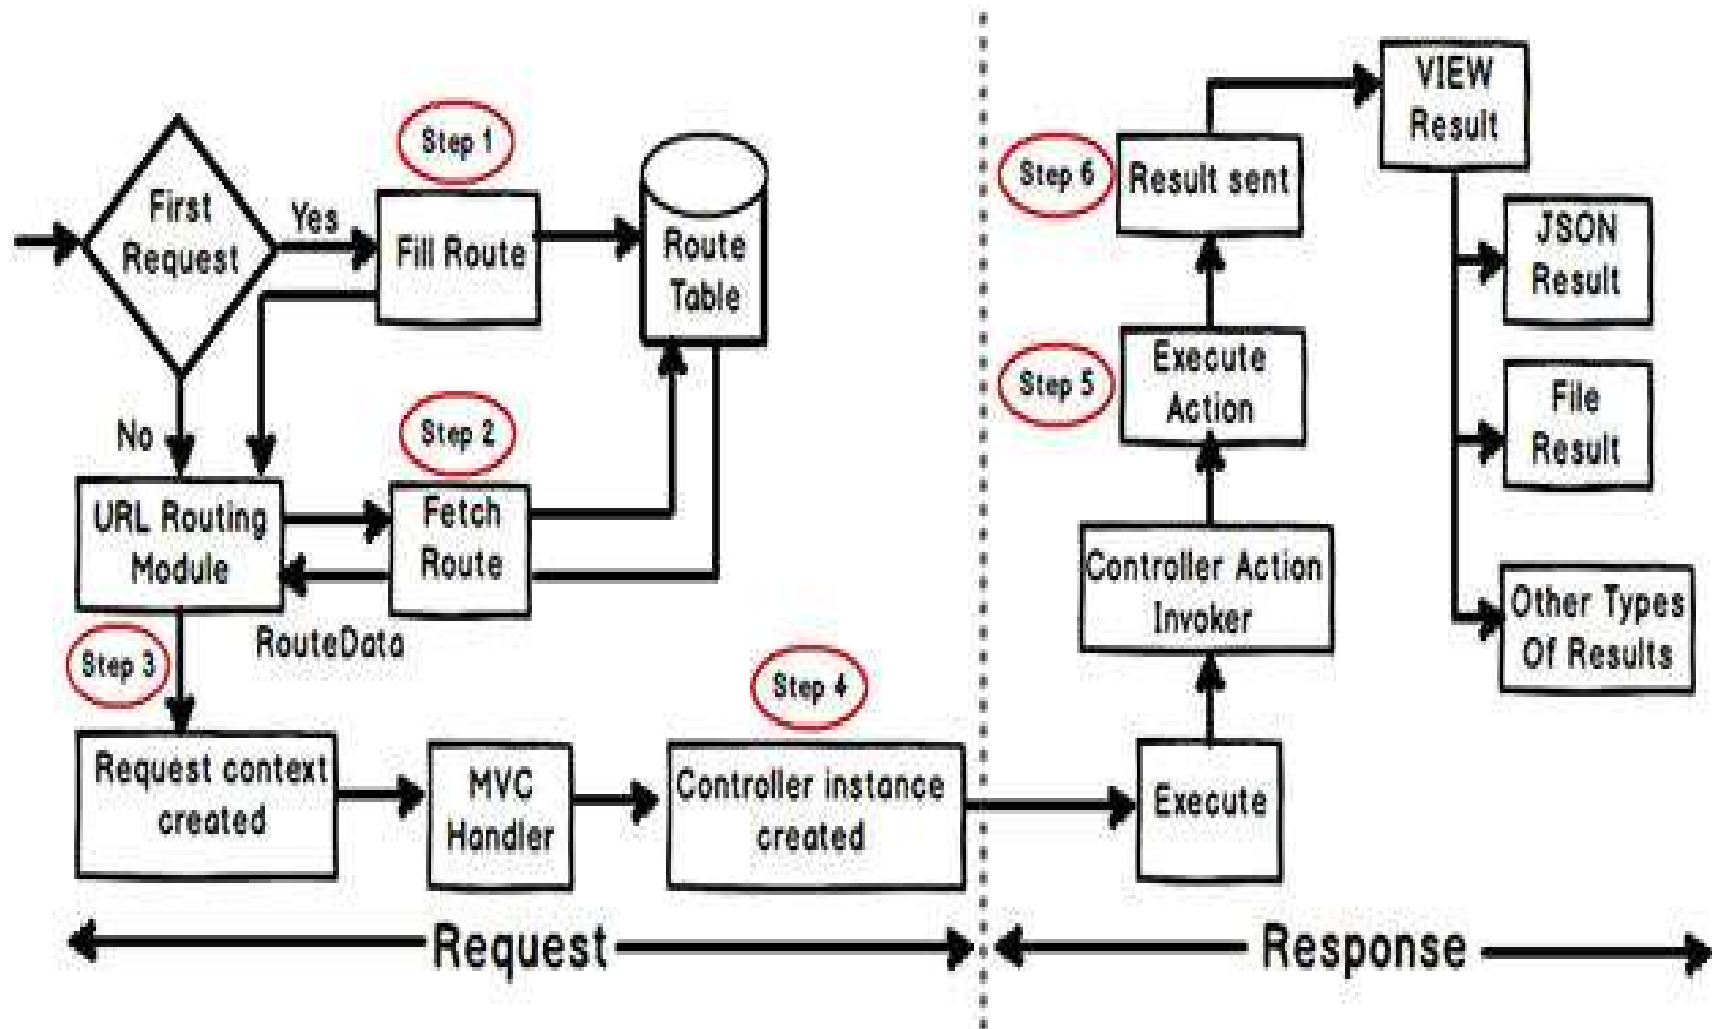 First
Request
Yes
No
Step 1
Fill Route
Route
Table
Step 2
Fetch
Route
URL Routing
Module
RouteData
Step 3
Request context
created
MVC
Handler
Step 4
Controller instance
created
Request
Execute
Controller Action
Invoker
Step 5
Execute
Action
Step 6
Result sent
VIEW
Result
JSON
Result
File
Result
Other Types
Of Results
Response